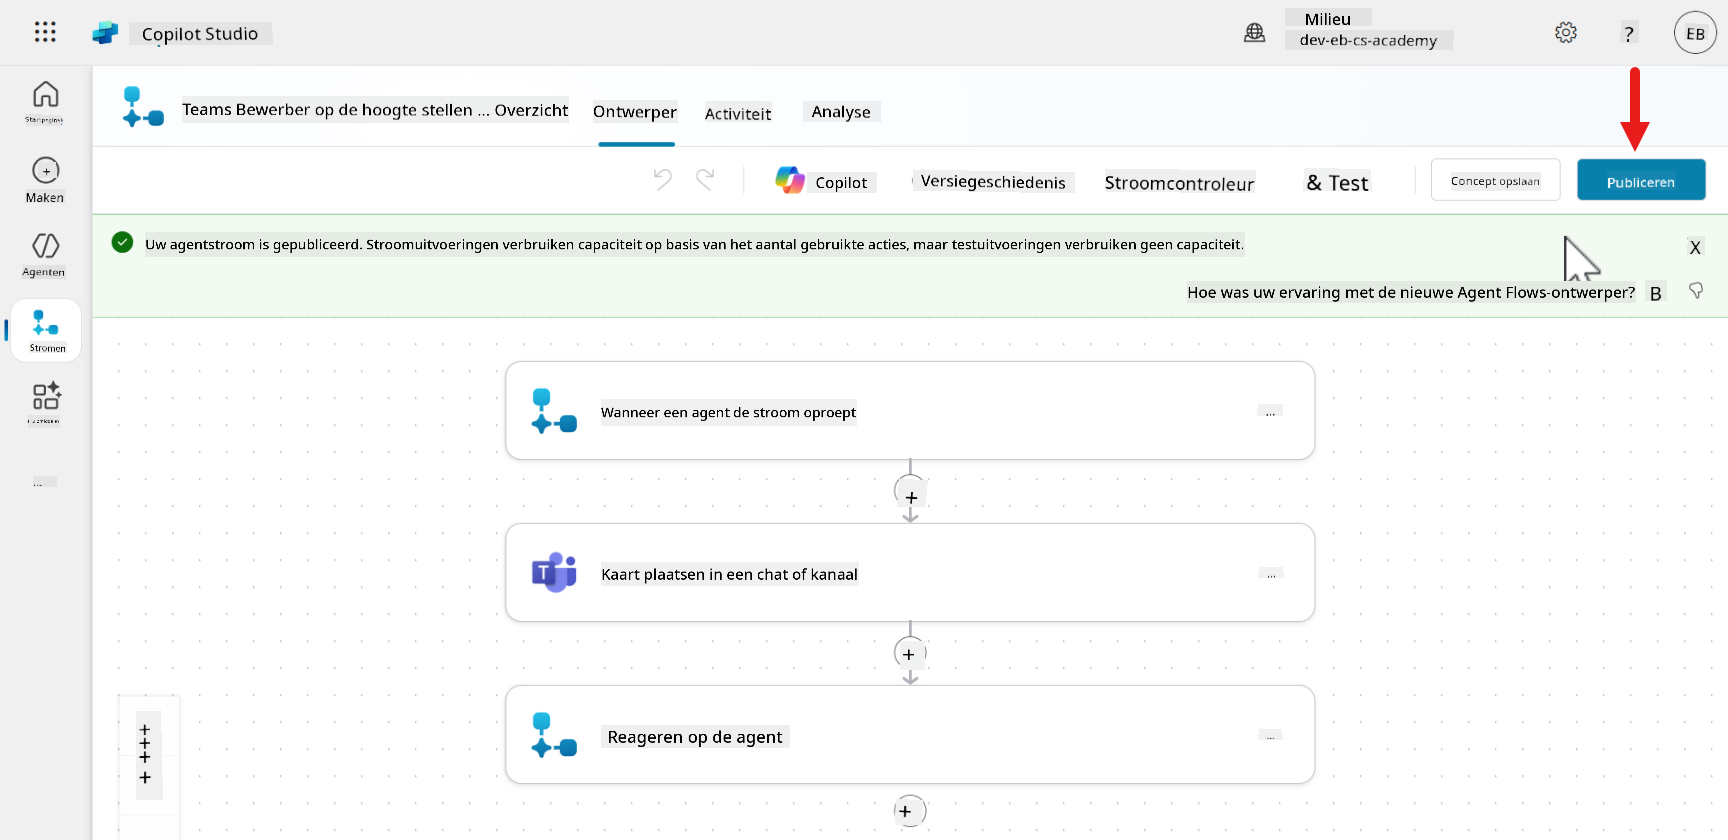 Copilot Studio
Milieu
dev-eb-cs-academy
?
EB
Teams Bewerber op de hoogte stellen ... Overzicht
Ontwerper
Activiteit
Analyse
Maken
Agenten
Stromen
Copilot
Versiegeschiedenis
Stroomcontroleur
& Test
Concept opslaan
Publiceren
Uw agentstroom is gepubliceerd. Stroomuitvoeringen verbruiken capaciteit op basis van het aantal gebruikte acties, maar testuitvoeringen verbruiken geen capaciteit.
X
Hoe was uw ervaring met de nieuwe Agent Flows-ontwerper?
B
Wanneer een agent de stroom oproept
...
+
Kaart plaatsen in een chat of kanaal
...
+
Reageren op de agent
...
+
+
+
+
+